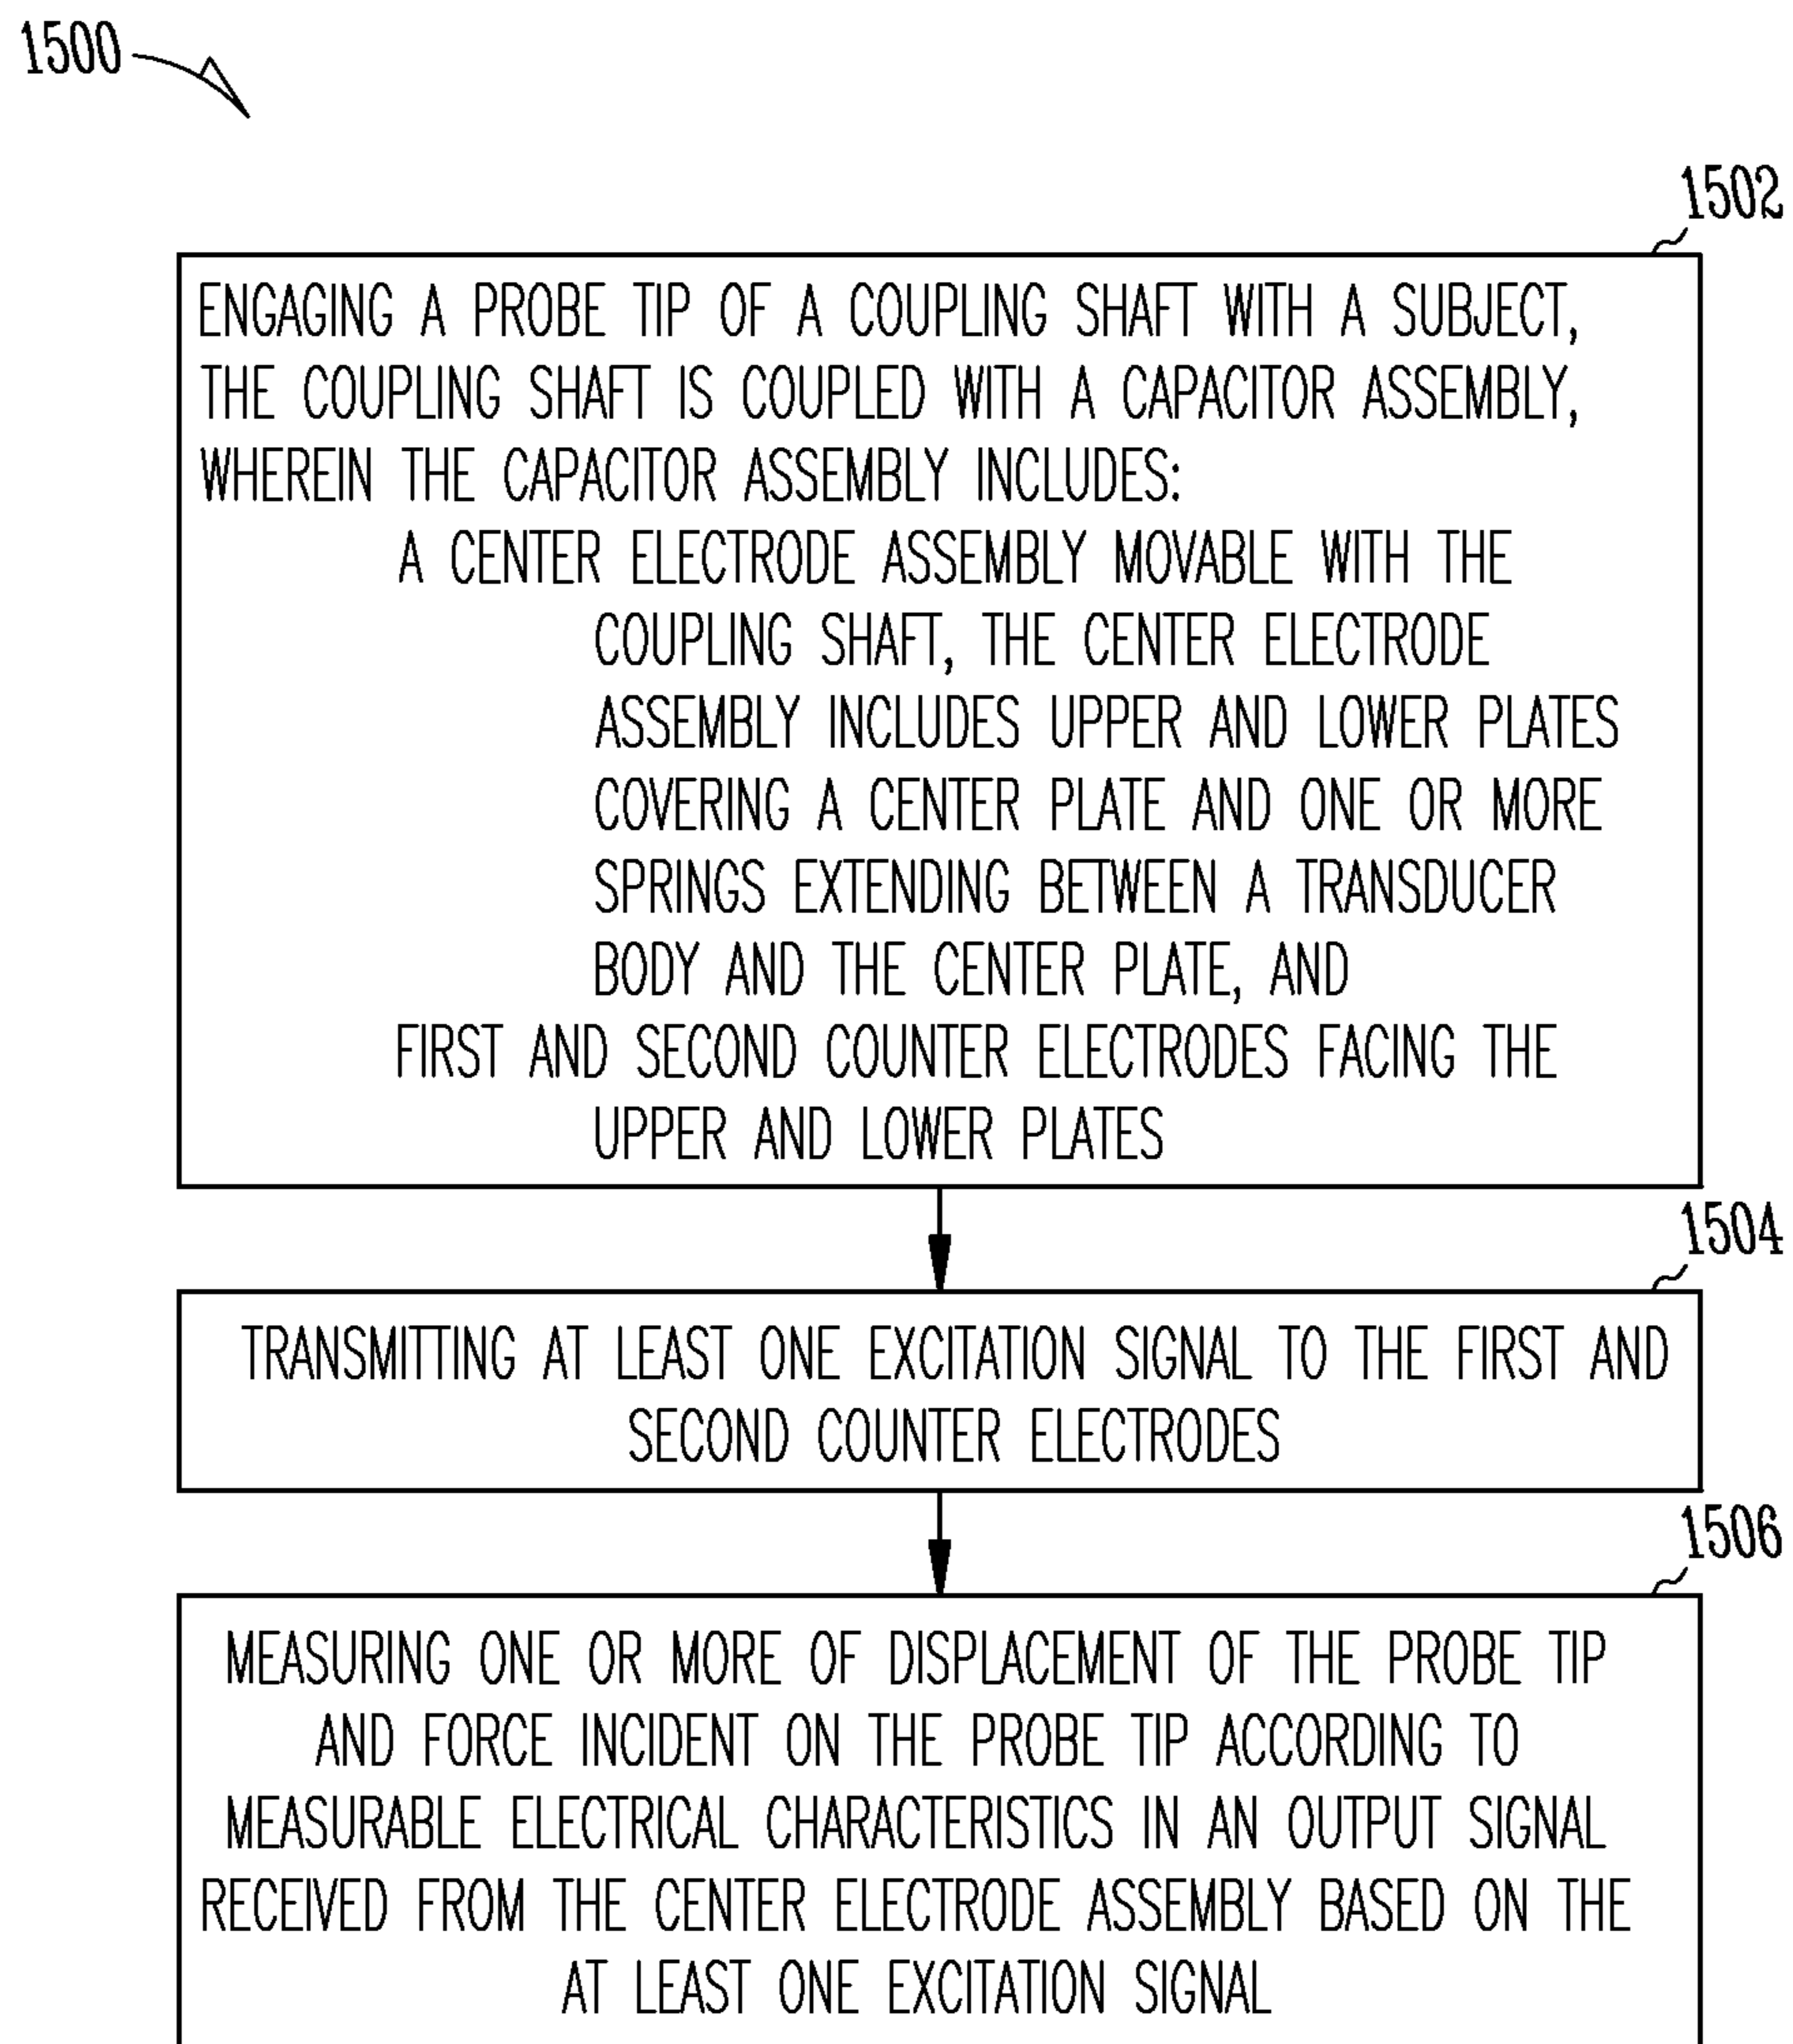 1500
1502
ENGAGING A PROBE TIP OF A COUPLING SHAFT WITH A SUBJECT,
THE COUPLING SHAFT IS COUPLED WITH A CAPACITOR ASSEMBLY,
WHEREIN THE CAPACITOR ASSEMBLY INCLUDES:
A CENTER ELECTRODE ASSEMBLY MOVABLE WITH THE
COUPLING SHAFT, THE CENTER ELECTRODE
ASSEMBLY INCLUDES UPPER AND LOWER PLATES
COVERING A CENTER PLATE AND ONE OR MORE
SPRINGS EXTENDING BETWEEN A TRANSDUCER
BODY AND THE CENTER PLATE, AND
FIRST AND SECOND COUNTER ELECTRODES FACING THE
UPPER AND LOWER PLATES
1504
TRANSMITTING AT LEAST ONE EXCITATION SIGNAL TO THE FIRST AND
SECOND COUNTER ELECTRODES
1506
MEASURING ONE OR MORE OF DISPLACEMENT OF THE PROBE TIP
AND FORCE INCIDENT ON THE PROBE TIP ACCORDING TO
MEASURABLE ELECTRICAL CHARACTERISTICS IN AN OUTPUT SIGNAL
RECEIVED FROM THE CENTER ELECTRODE ASSEMBLY BASED ON THE
AT LEAST ONE EXCITATION SIGNAL